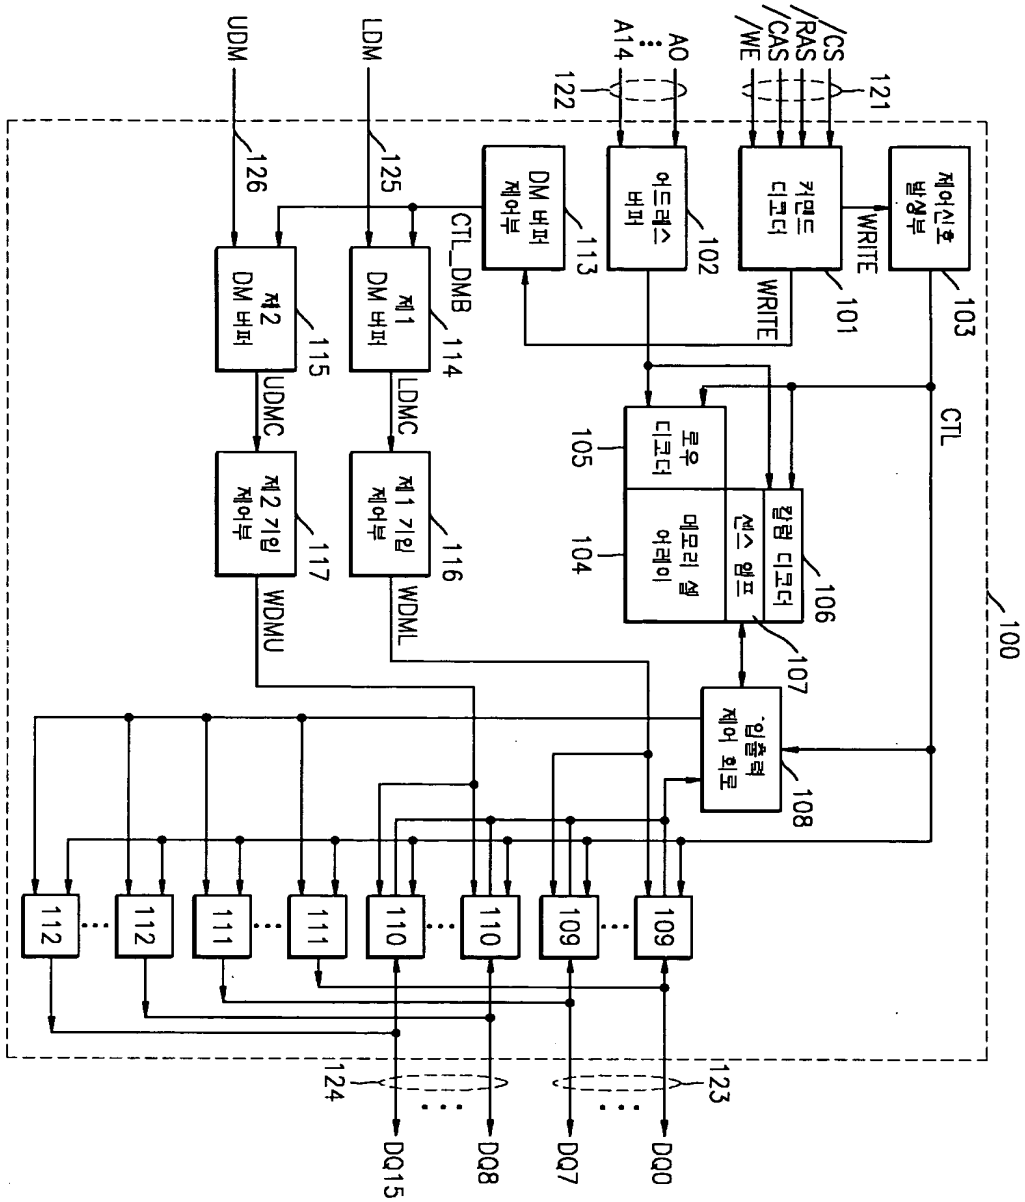 /CS
/RAS
/CAS
/WE
121
A0
A14
122
LDM
UDM
제어신호
발생부
103
WRITE
커맨드
디코더
101
WRITE
어드레스
버퍼
102
DM 버퍼
제어부
113
CTL_DMB
125
126
제1
DM 버퍼
114
제2
DM 버퍼
115
LDMC
UDMC
제1 기입
제어부
116
제2 기입
제어부
117
WDML
WDMU
CTL
로우
디코더
105
칼럼 디코더
106
센스 앰프
107
메모리 셀
어레이
104
입출력
제어 회로
108
100
109
109
110
110
111
111
112
112
123
124
DQ0
DQ7
DQ8
DQ15